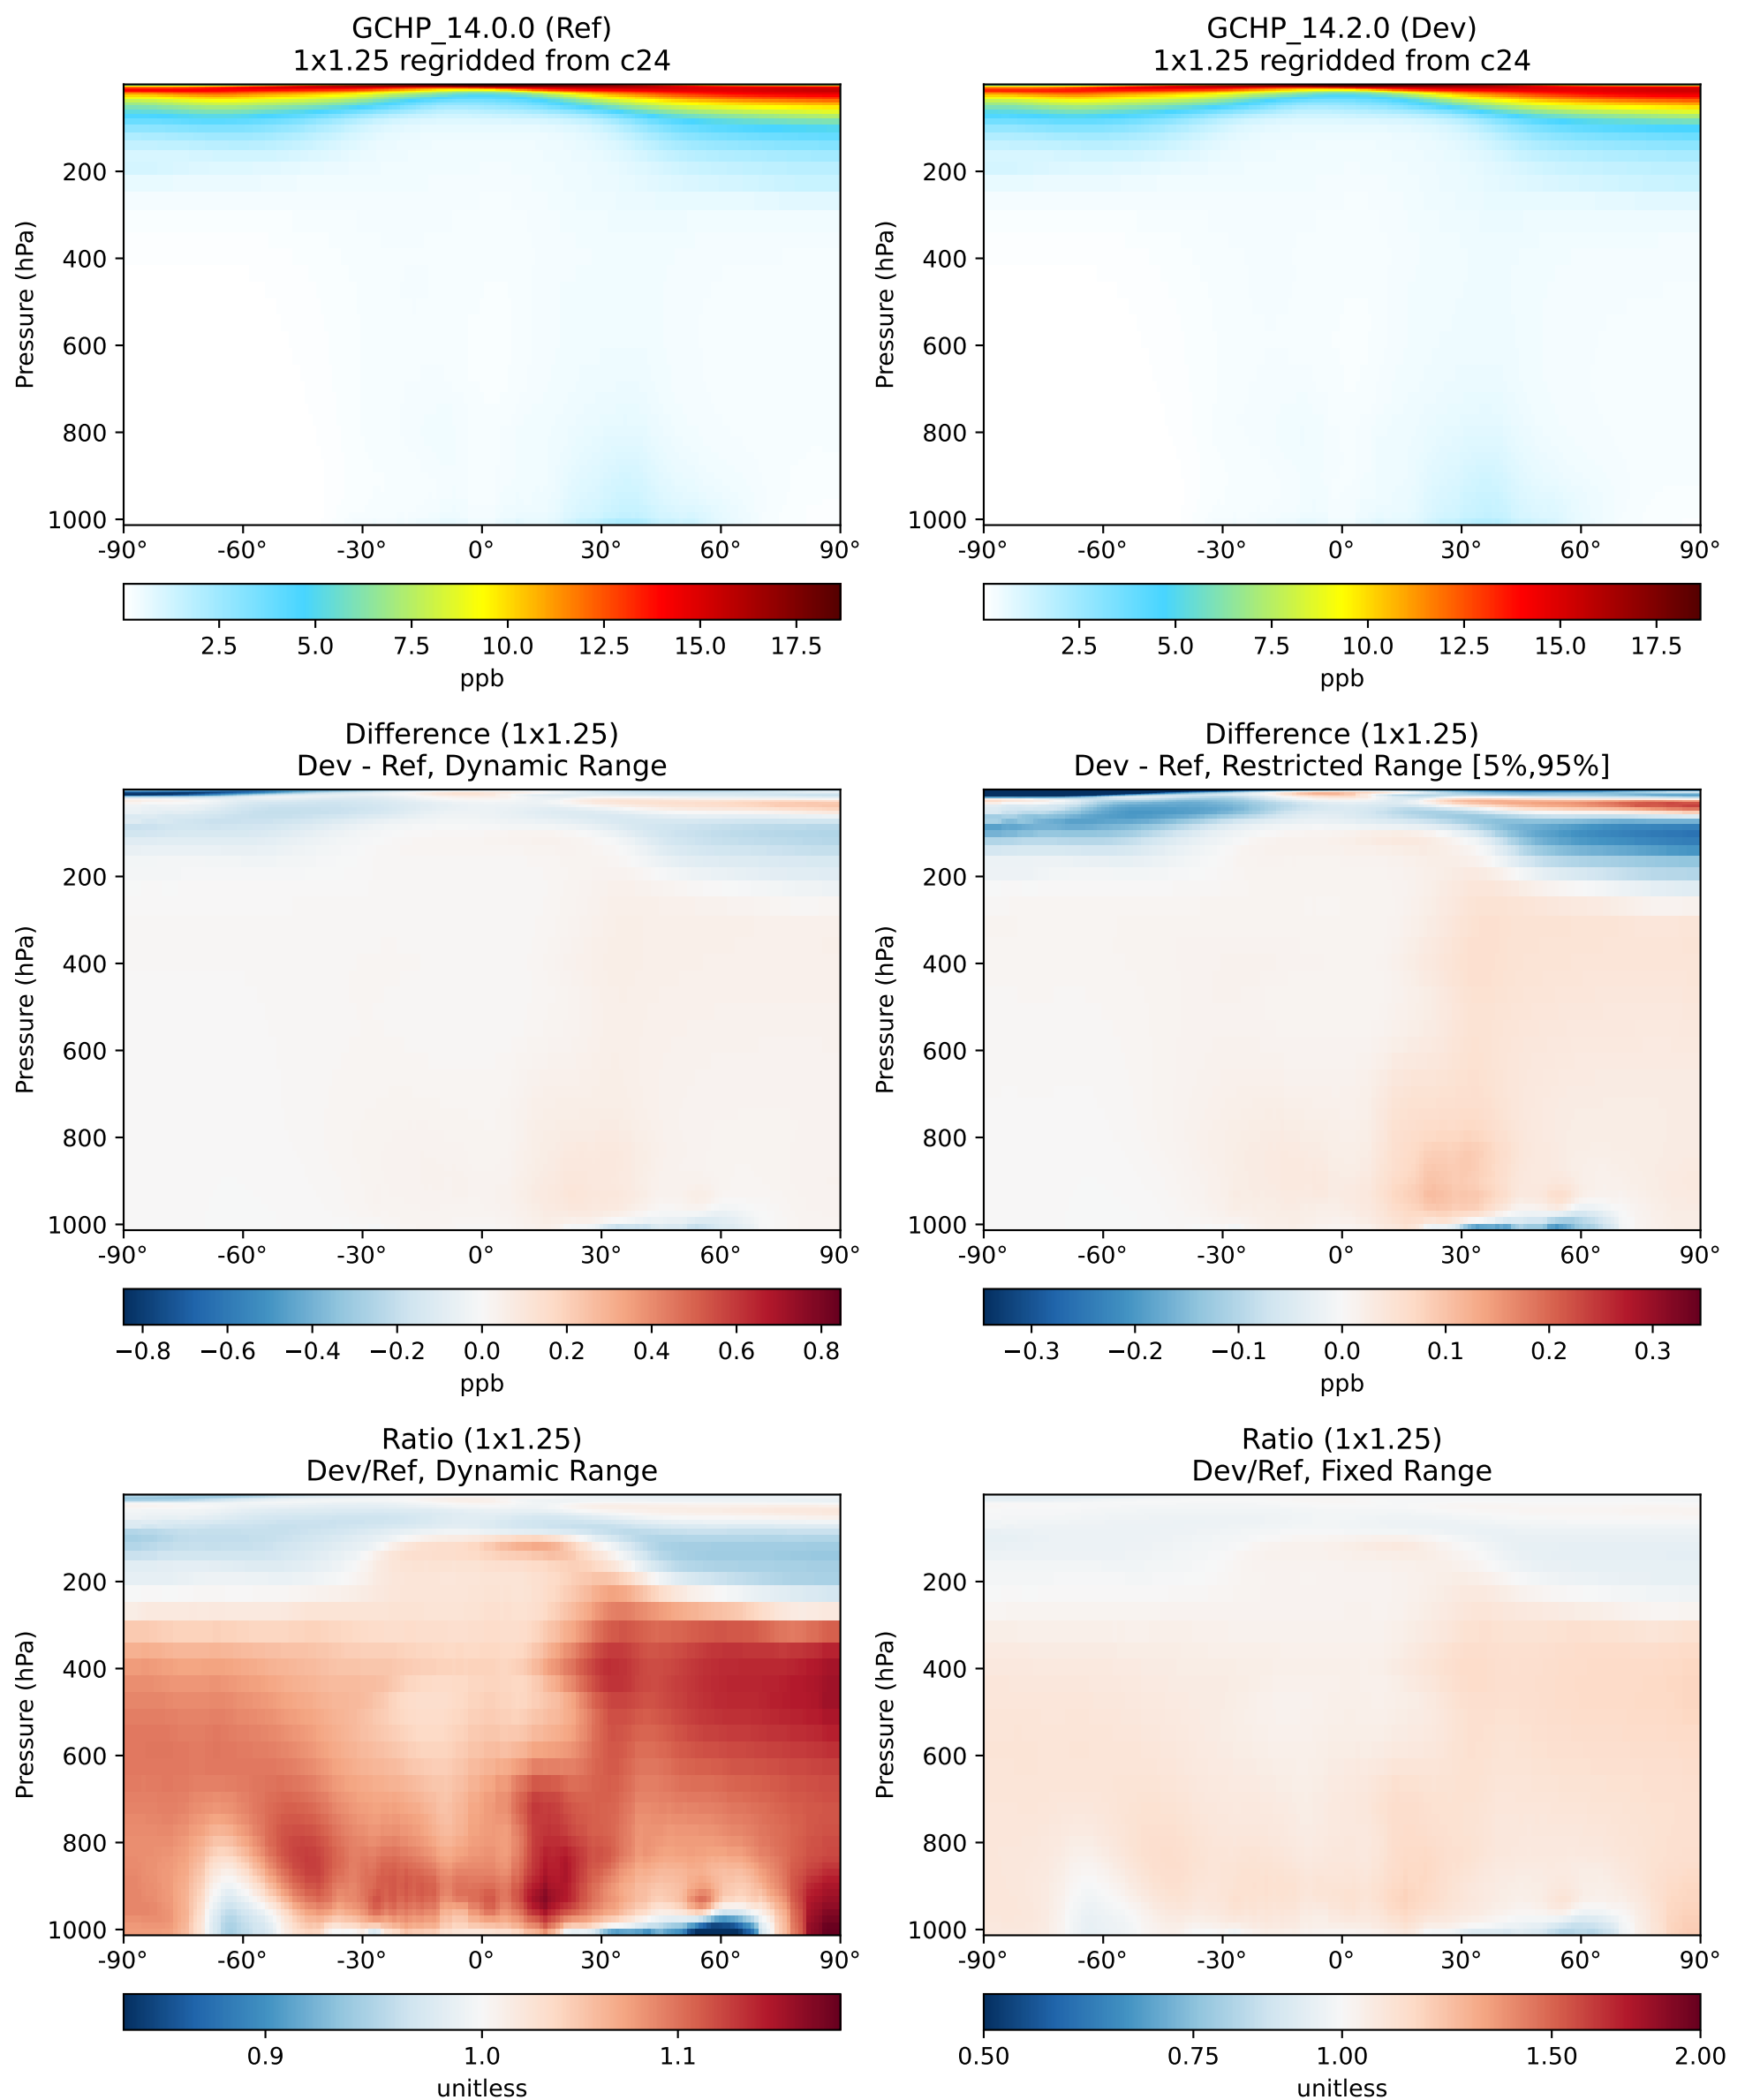 GCHP_14.0.0 (Ref)
1x1.25 regridded from c24
Pressure (hPa)
200
400
600
800
1000
-90° -60° -30° 0° 30° 60° 90°
2.5 5.0 7.5 10.0 12.5 15.0 17.5
ppb
GCHP_14.2.0 (Dev)
1x1.25 regridded from c24
Pressure (hPa)
200
400
600
800
1000
-90° -60° -30° 0° 30° 60° 90°
2.5 5.0 7.5 10.0 12.5 15.0 17.5
ppb
Difference (1x1.25)
Dev - Ref, Dynamic Range
Pressure (hPa)
200
400
600
800
1000
-90° -60° -30° 0° 30° 60° 90°
−0.8 −0.6 −0.4 −0.2 0.0 0.2 0.4 0.6 0.8
ppb
Difference (1x1.25)
Dev - Ref, Restricted Range [5%,95%]
Pressure (hPa)
200
400
600
800
1000
-90° -60° -30° 0° 30° 60° 90°
−0.3 −0.2 −0.1 0.0 0.1 0.2 0.3
ppb
Ratio (1x1.25)
Dev/Ref, Dynamic Range
Pressure (hPa)
200
400
600
800
1000
-90° -60° -30° 0° 30° 60° 90°
0.9 1.0 1.1
unitless
Ratio (1x1.25)
Dev/Ref, Fixed Range
Pressure (hPa)
200
400
600
800
1000
-90° -60° -30° 0° 30° 60° 90°
0.50 0.75 1.00 1.50 2.00
unitless